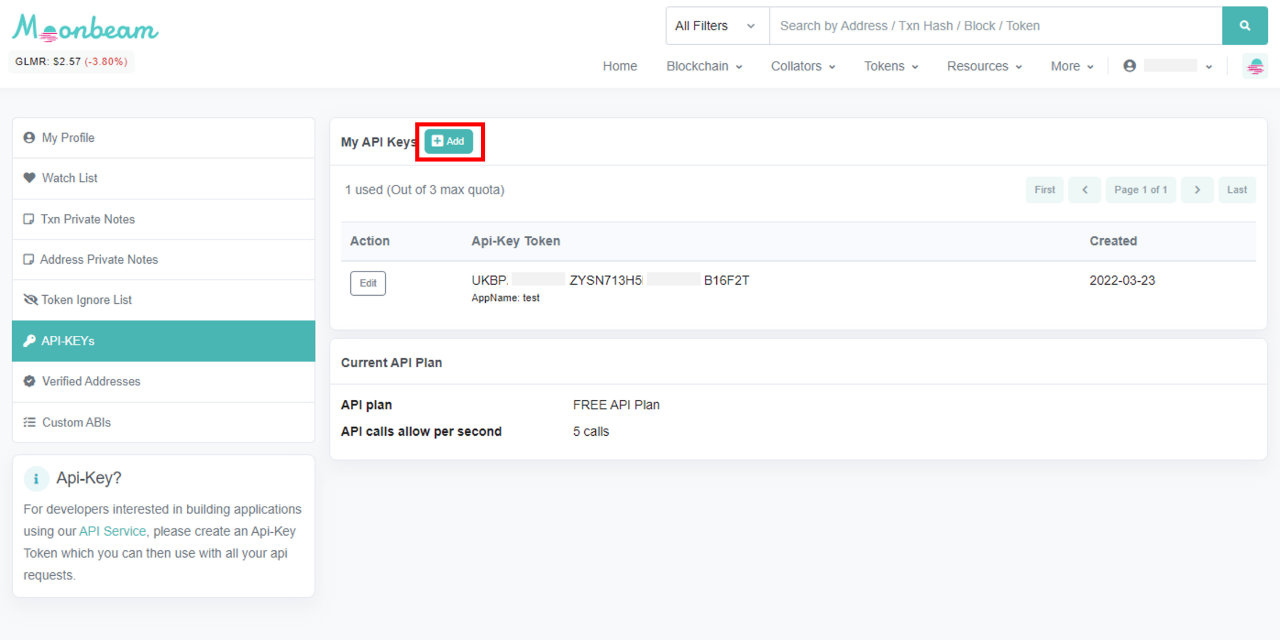 Moonbeam
GLMR: $2.57 (-3.80%)
All Filters
Search by Address / Txn Hash / Block / Token
Home
Blockchain
Collators
Tokens
Resources
More
My Profile
Watch List
Txn Private Notes
Address Private Notes
Token Ignore List
API-KEYs
Verified Addresses
Custom ABIs
Api-Key?
For developers interested in building applications
using our API Service, please create an Api-Key
Token which you can then use with all your api
requests.
My API Keys
Add
1 used (Out of 3 max quota)
First
Page 1 of 1
Last
Action
Api-Key Token
Created
Edit
UKBP. ZYSN713H5 B16F2T
2022-03-23
AppName: test
Current API Plan
API plan
FREE API Plan
API calls allow per second
5 calls